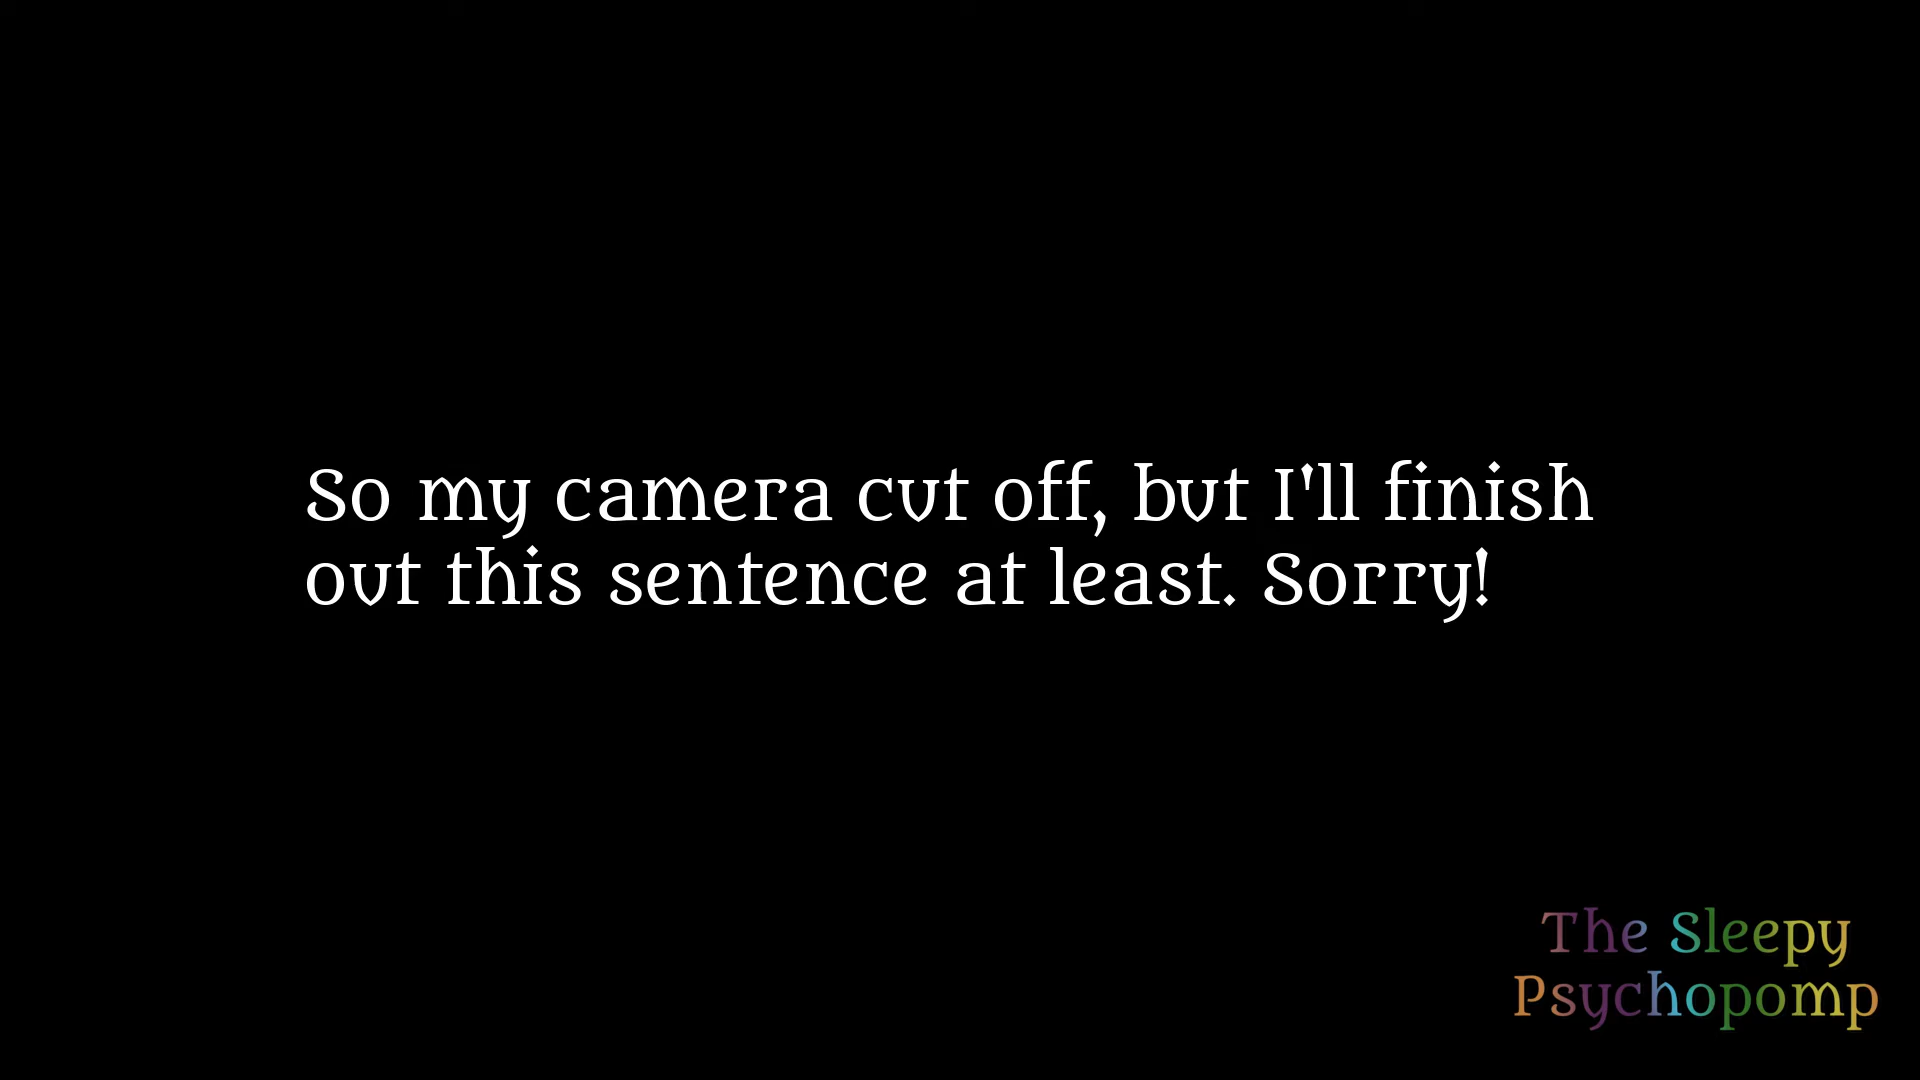 So my camera cut off, but I'll finish
out this sentence at least. Sorry!
The Sleepy
Psychopomp